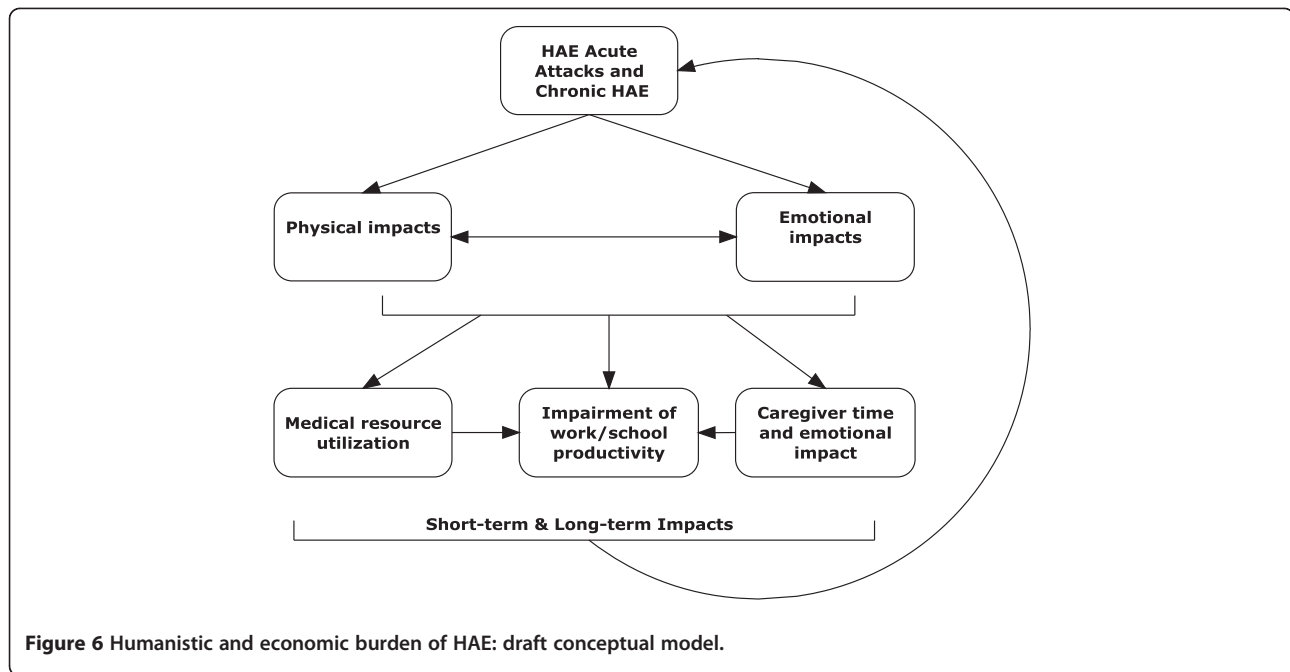 HAE Acute
Attacks and
Chronic HAE
Physical impacts
Emotional
impacts
Medical resource
utilization
Impairment of
work/school
productivity
Caregiver time
and emotional
impact
Short-term & Long-term Impacts
Figure 6 Humanistic and economic burden of HAE: draft conceptual model.